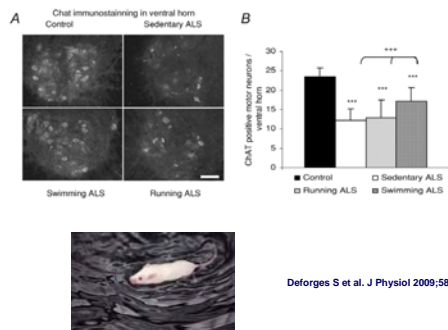 A
Chat immunostainning in ventral horn
Control
Sedentary ALS
Swimming ALS
Running ALS
B
ChAT positive motor neurons /
ventral horn
30
25
20
15
10
5
0
***
***
***
***
Control
Sedentary ALS
Running ALS
Swimming ALS
Deforges S et al. J Physiol 2009;58